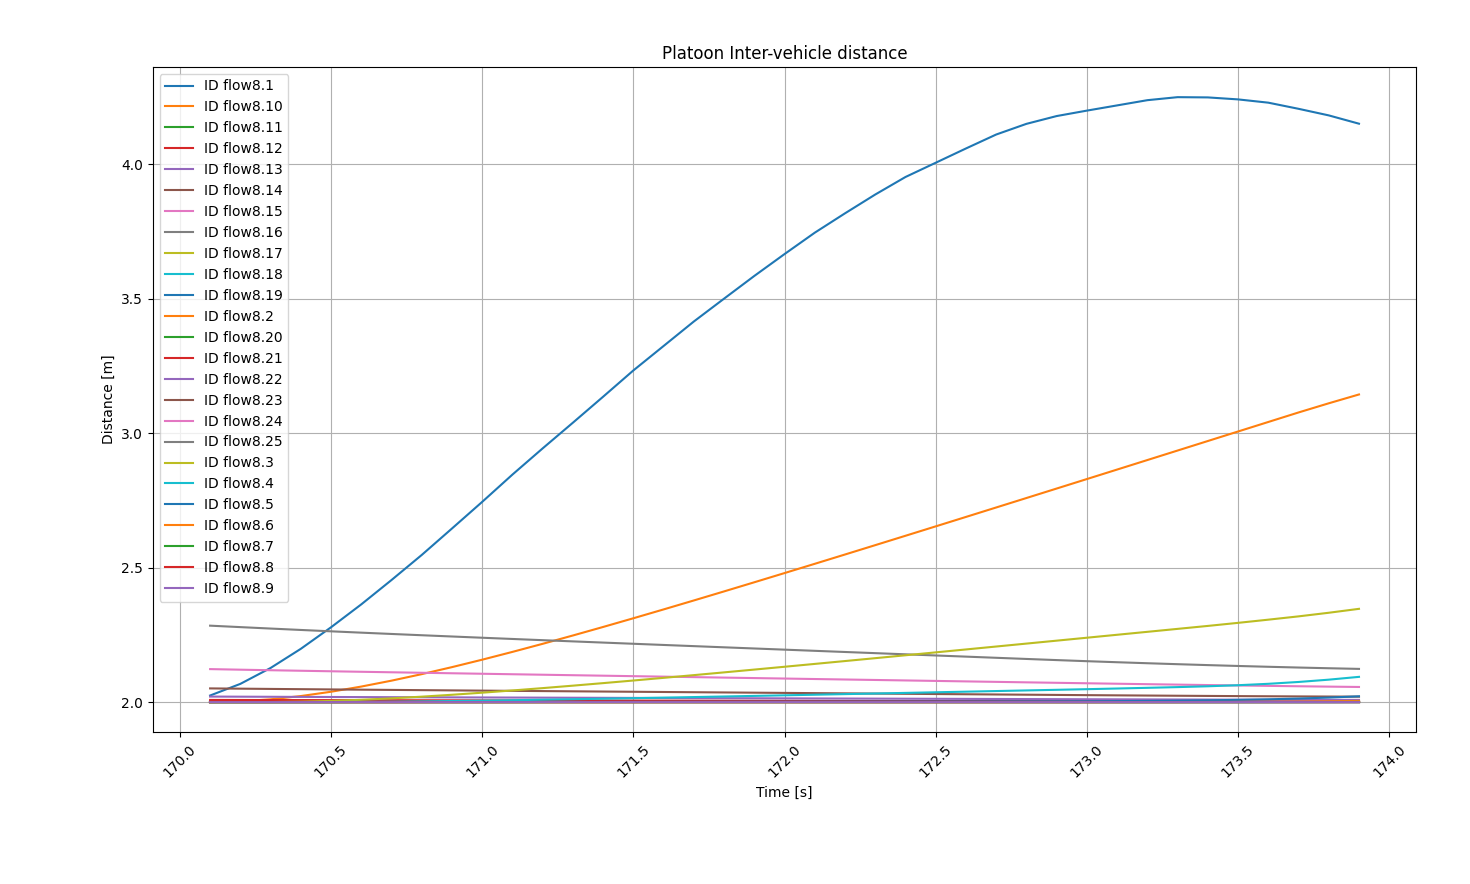 Platoon Inter-vehicle distance
ID flow8.1
ID flow8.10
ID flow8.11
ID flow8.12
ID flow8.13
ID flow8.14
ID flow8.15
ID flow8.16
ID flow8.17
ID flow8.18
ID flow8.19
ID flow8.2
ID flow8.20
ID flow8.21
ID flow8.22
ID flow8.23
ID flow8.24
ID flow8.25
ID flow8.3
ID flow8.4
ID flow8.5
ID flow8.6
ID flow8.7
ID flow8.8
ID flow8.9
Distance [m]
4.0
3.5
3.0
2.5
2.0
170.0
170.5
171.0
171.5
172.0
172.5
173.0
173.5
174.0
Time [s]